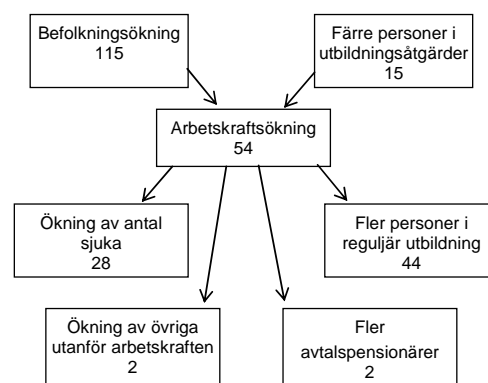 Befolkningsökning
115
Färre personer i
utbildningsåtgärder
15
Arbetskraftsökning
54
Ökning av antal
sjuka
28
Fler personer i
reguljär utbildning
44
Ökning av övriga
utanför arbetskraften
2
Fler
avtalspensionärer
2